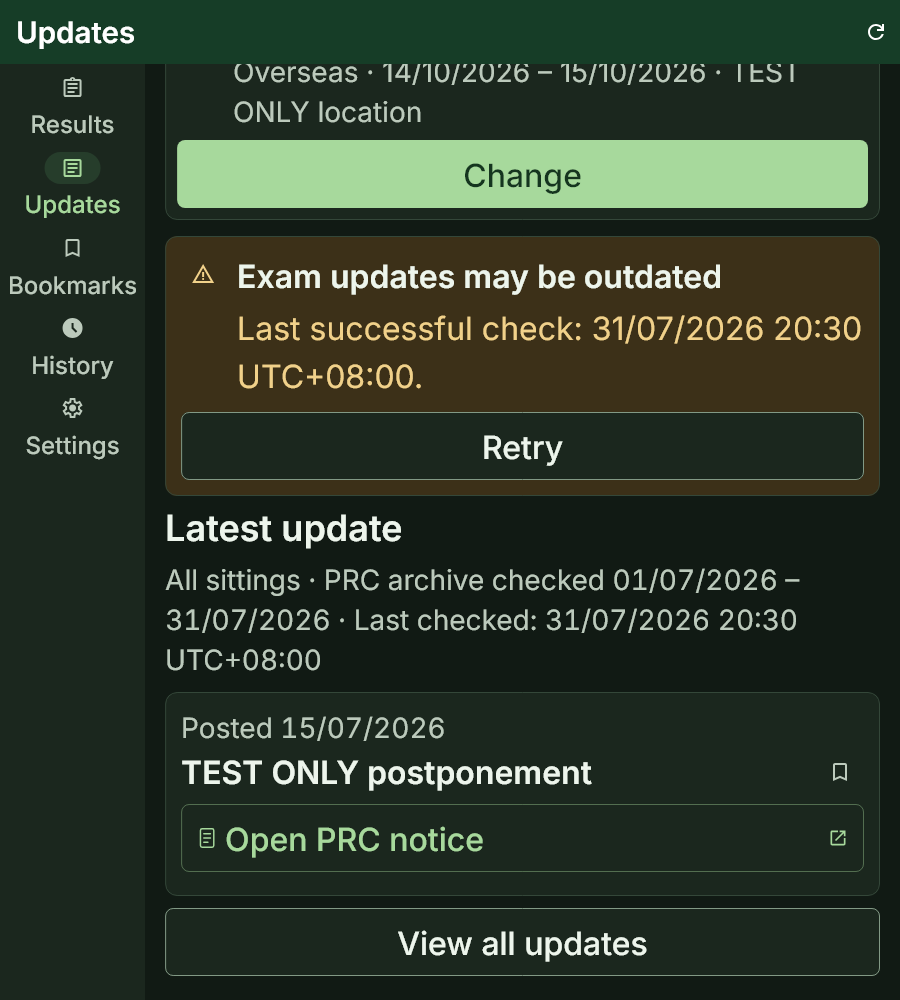 Updates
Results
Updates
Bookmarks
History
Settings
Overseas · 14/10/2026 – 15/10/2026 · TEST
ONLY location
Change
Exam updates may be outdated
Last successful check: 31/07/2026 20:30
UTC+08:00.
Retry
Latest update
All sittings · PRC archive checked 01/07/2026 –
31/07/2026 · Last checked: 31/07/2026 20:30
UTC+08:00
Posted 15/07/2026
TEST ONLY postponement
Open PRC notice
View all updates